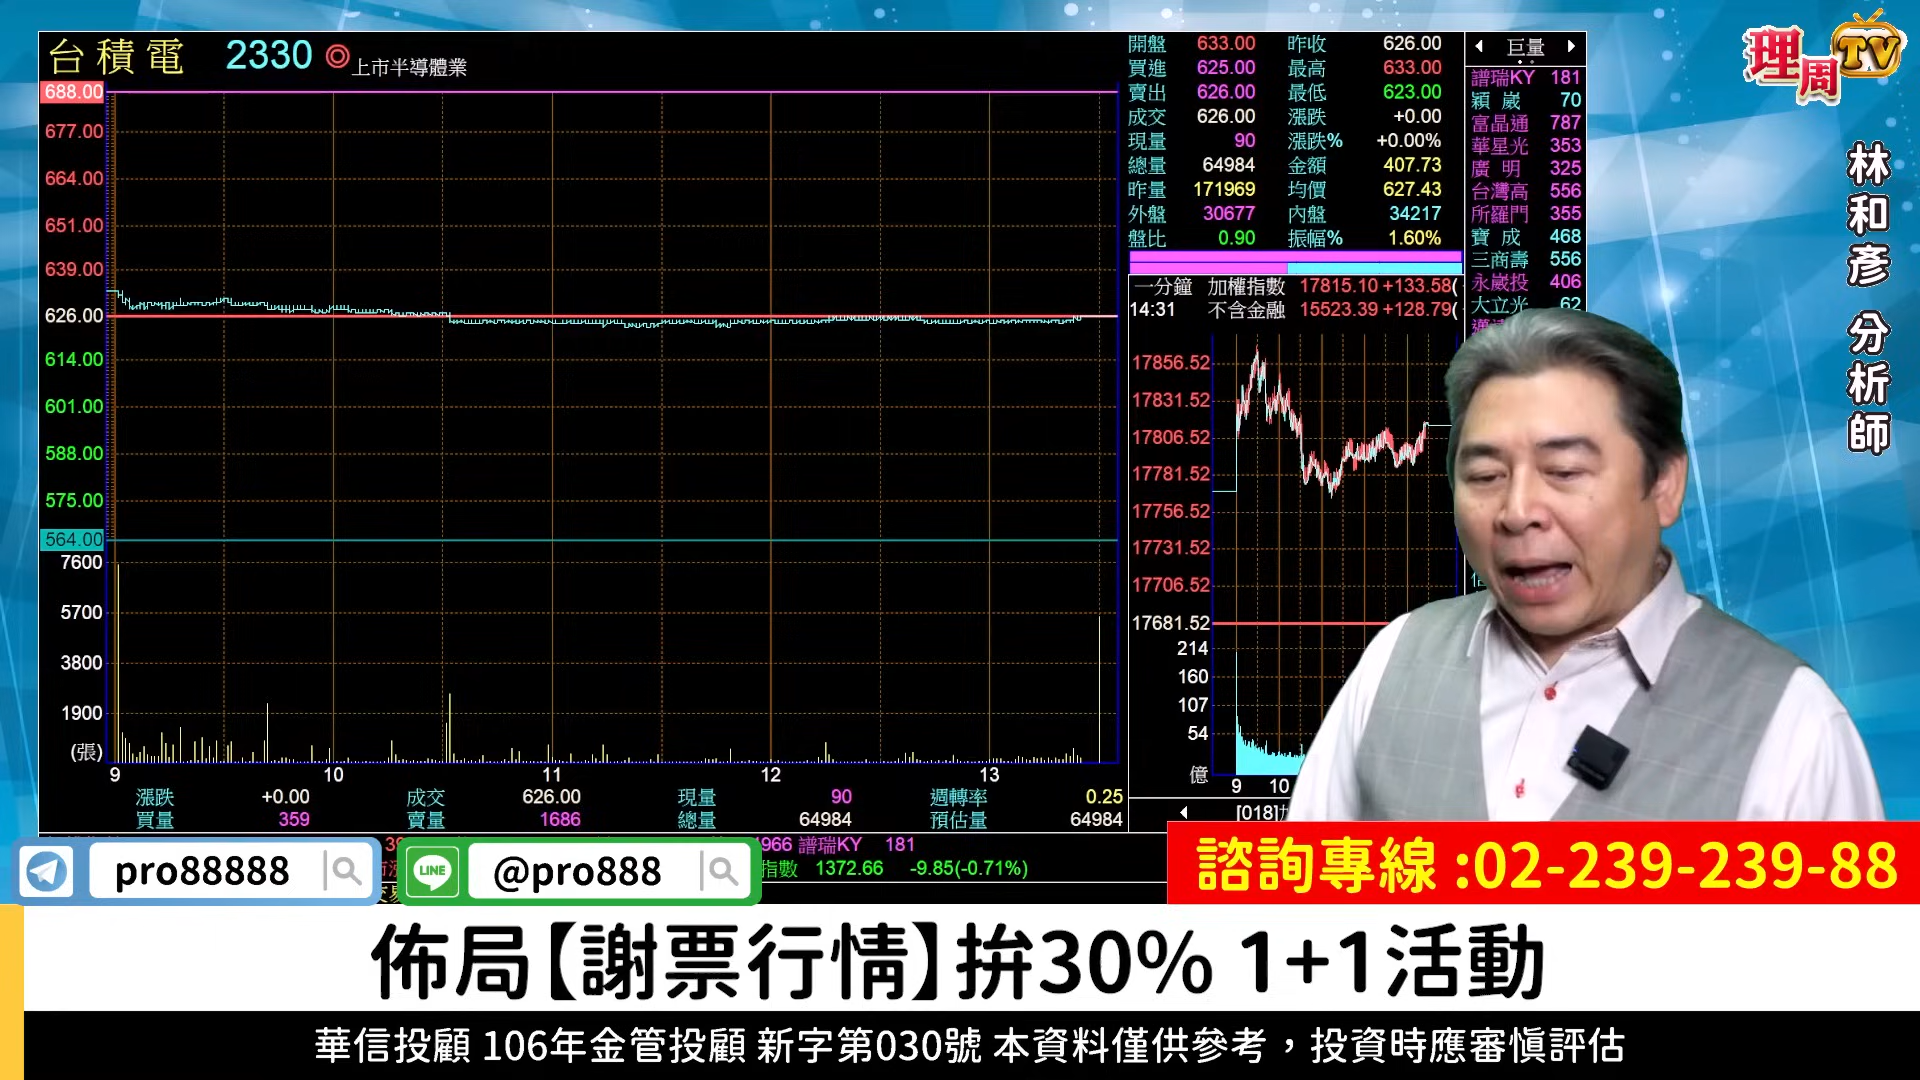 台積電 2330 ◎上市半導體業
688.00
677.00
664.00
651.00
639.00
626.00
614.00
601.00
588.00
575.00
564.00
7600
5700
3800
1900
(張)
9 10 11 12 13
漲跌 +0.00 成交 626.00 現量 90 週轉率 0.25
買量 359 賣量 1686 總量 64984 預估量 64984
開盤 633.00 昨收 626.00
買進 625.00 最高 633.00
賣出 626.00 最低 623.00
成交 626.00 漲跌 +0.00
現量 90 漲跌% +0.00%
總量 64984 金額 407.73
昨量 171969 均價 627.43
外盤 30677 內盤 34217
盤比 0.90 振幅% 1.60%
一分鐘 加權指數 17815.10 +133.58(
14:31 不含金融 15523.39 +128.79(
17856.52
17831.52
17806.52
17781.52
17756.52
17731.52
17706.52
17681.52
214
160
107
54
億
9 10
[018]
巨量
譜瑞KY 181
穎崴 70
富晶通 787
華星光 353
廣明 325
台灣高 556
所羅門 355
寶成 468
三商壽 556
永崴投 406
大立光 62
966 譜瑞KY 181
指數 1372.66 -9.85(-0.71%)
理周TV
林和彥 分析師
pro88888
LINE @pro888
諮詢專線 :02-239-239-88
佈局【謝票行情】拚30% 1+1活動
華信投顧 106年金管投顧 新字第030號 本資料僅供參考，投資時應審慎評估